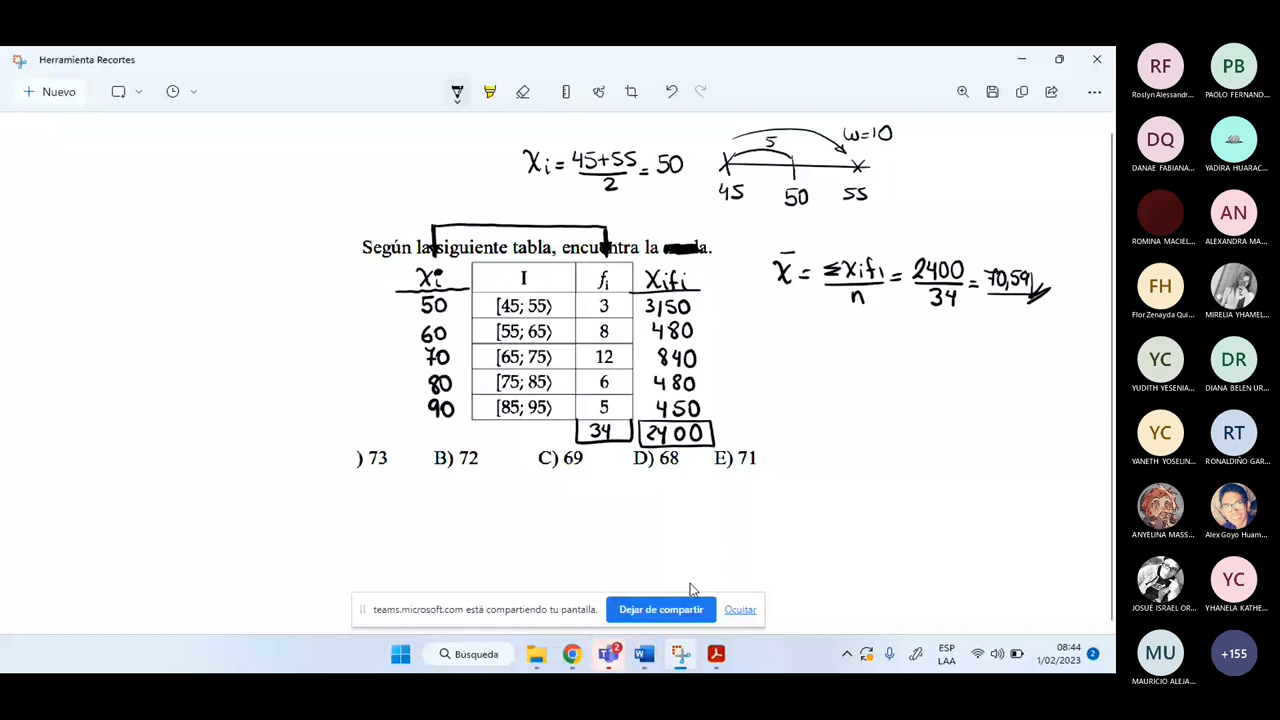 Herramienta Recortes
Nuevo
Xi = 45+55/2 = 50
5
w=10
45 50 55
Según la siguiente tabla, encuentra la a.
Xi I fi Xifi
50 [45; 55⟩ 3 3150
60 [55; 65⟩ 8 480
70 [65; 75⟩ 12 840
80 [75; 85⟩ 6 480
90 [85; 95⟩ 5 450
34 2400
) 73 B) 72 C) 69 D) 68 E) 71
x̄ = ΣXifi/n = 2400/34 = 70,59
teams.microsoft.com está compartiendo tu pantalla. Dejar de compartir Ocultar
Búsqueda
2
ESP
LAA
08:44
1/02/2023
2
RF PB
Roslyn Alessandr... PAOLO FERNAND...
DQ
DANAE FABIANA... YADIRA HUARAC...
AN
ROMINA MACIEL... ALEXANDRA MA...
FH
Flor Zenayda Qui... MIRELIA YHAMEL...
YC DR
YUDITH YESENIA... DIANA BELEN UR...
YC RT
YANETH YOSELIN... RONALDIÑO GAR...
ANYELINA MASS... Alex Goyo Huam...
YC
JOSUÉ ISRAEL OR... YHANELA KATHE...
MU +155
MAURICIO ALEJA...